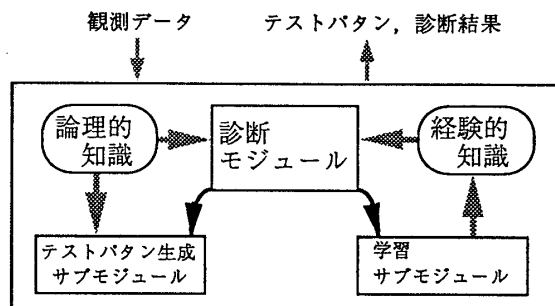 観測データ
テストパタン，診断結果
論理的
知識
診断
モジュール
経験的
知識
テストパタン生成
サブモジュール
学習
サブモジュール